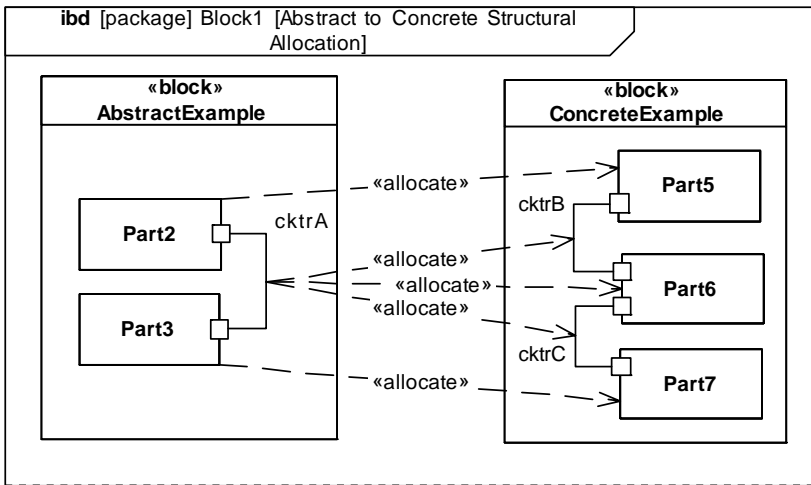 ibd [package] Block1 [Abstract to Concrete Structural
Allocation]
«block»
AbstractExample
«block»
ConcreteExample
«allocate»
Part5
cktrB
cktrA
Part2
«allocate»
«allocate»
Part6
«allocate»
Part3
cktrC
«allocate»
Part7